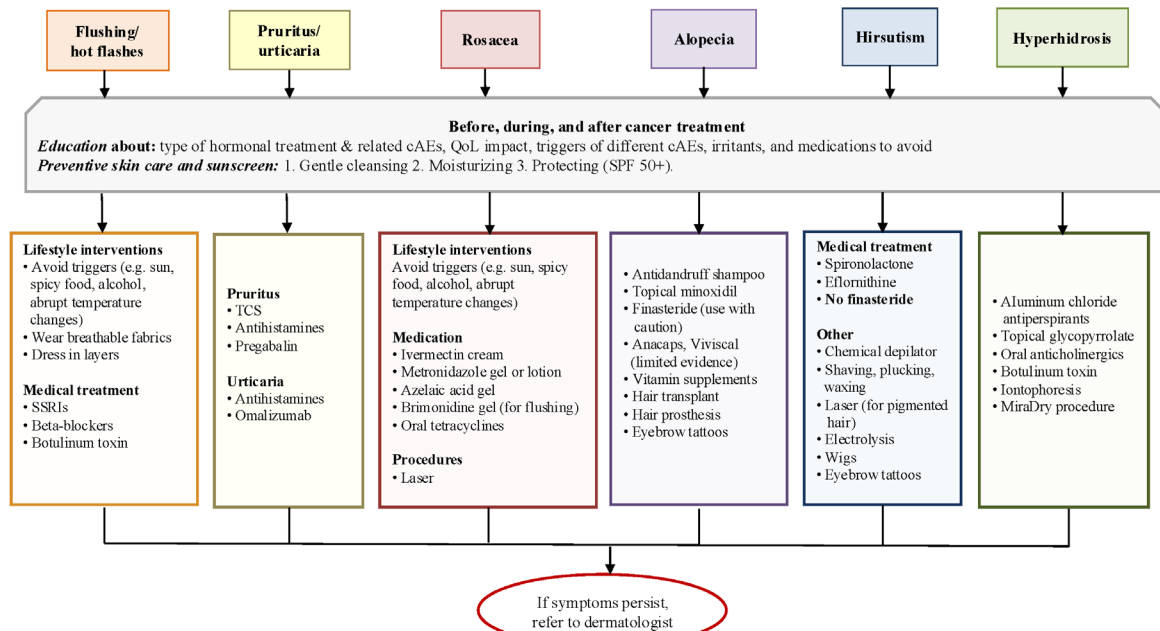 Flushing/
hot flashes
Pruritus/
urticaria
Rosacea
Alopecia
Hirsutism
Hyperhidrosis
Before, during, and after cancer treatment
Education about: type of hormonal treatment & related cAEs, QoL impact, triggers of different cAEs, irritants, and medications to avoid
Preventive skin care and sunscreen: 1. Gentle cleansing 2. Moisturizing 3. Protecting (SPF 50+).
Lifestyle interventions
• Avoid triggers (e.g. sun,
spicy food, alcohol,
abrupt temperature
changes)
• Wear breathable fabrics
• Dress in layers
Medical treatment
• SSRIs
• Beta-blockers
• Botulinum toxin
Pruritus
• TCS
• Antihistamines
• Pregabalin
Urticaria
• Antihistamines
• Omalizumab
Lifestyle interventions
Avoid triggers (e.g. sun, spicy
food, alcohol, abrupt
temperature changes)
Medication
• Ivermectin cream
• Metronidazole gel or lotion
• Azelaic acid gel
• Brimonidine gel (for flushing)
• Oral tetracyclines
Procedures
• Laser
• Antidandruff shampoo
• Topical minoxidil
• Finasteride (use with
caution)
• Anacaps, Viviscal
(limited evidence)
• Vitamin supplements
• Hair transplant
• Hair prosthesis
• Eyebrow tattoos
Medical treatment
• Spironolactone
• Eflornithine
• No finasteride
Other
• Chemical depilator
• Shaving, plucking,
waxing
• Laser (for pigmented
hair)
• Electrolysis
• Wigs
• Eyebrow tattoos
• Aluminum chloride
antiperspirants
• Topical glycopyrrolate
• Oral anticholinergics
• Botulinum toxin
• Iontophoresis
• MiraDry procedure
If symptoms persist,
refer to dermatologist